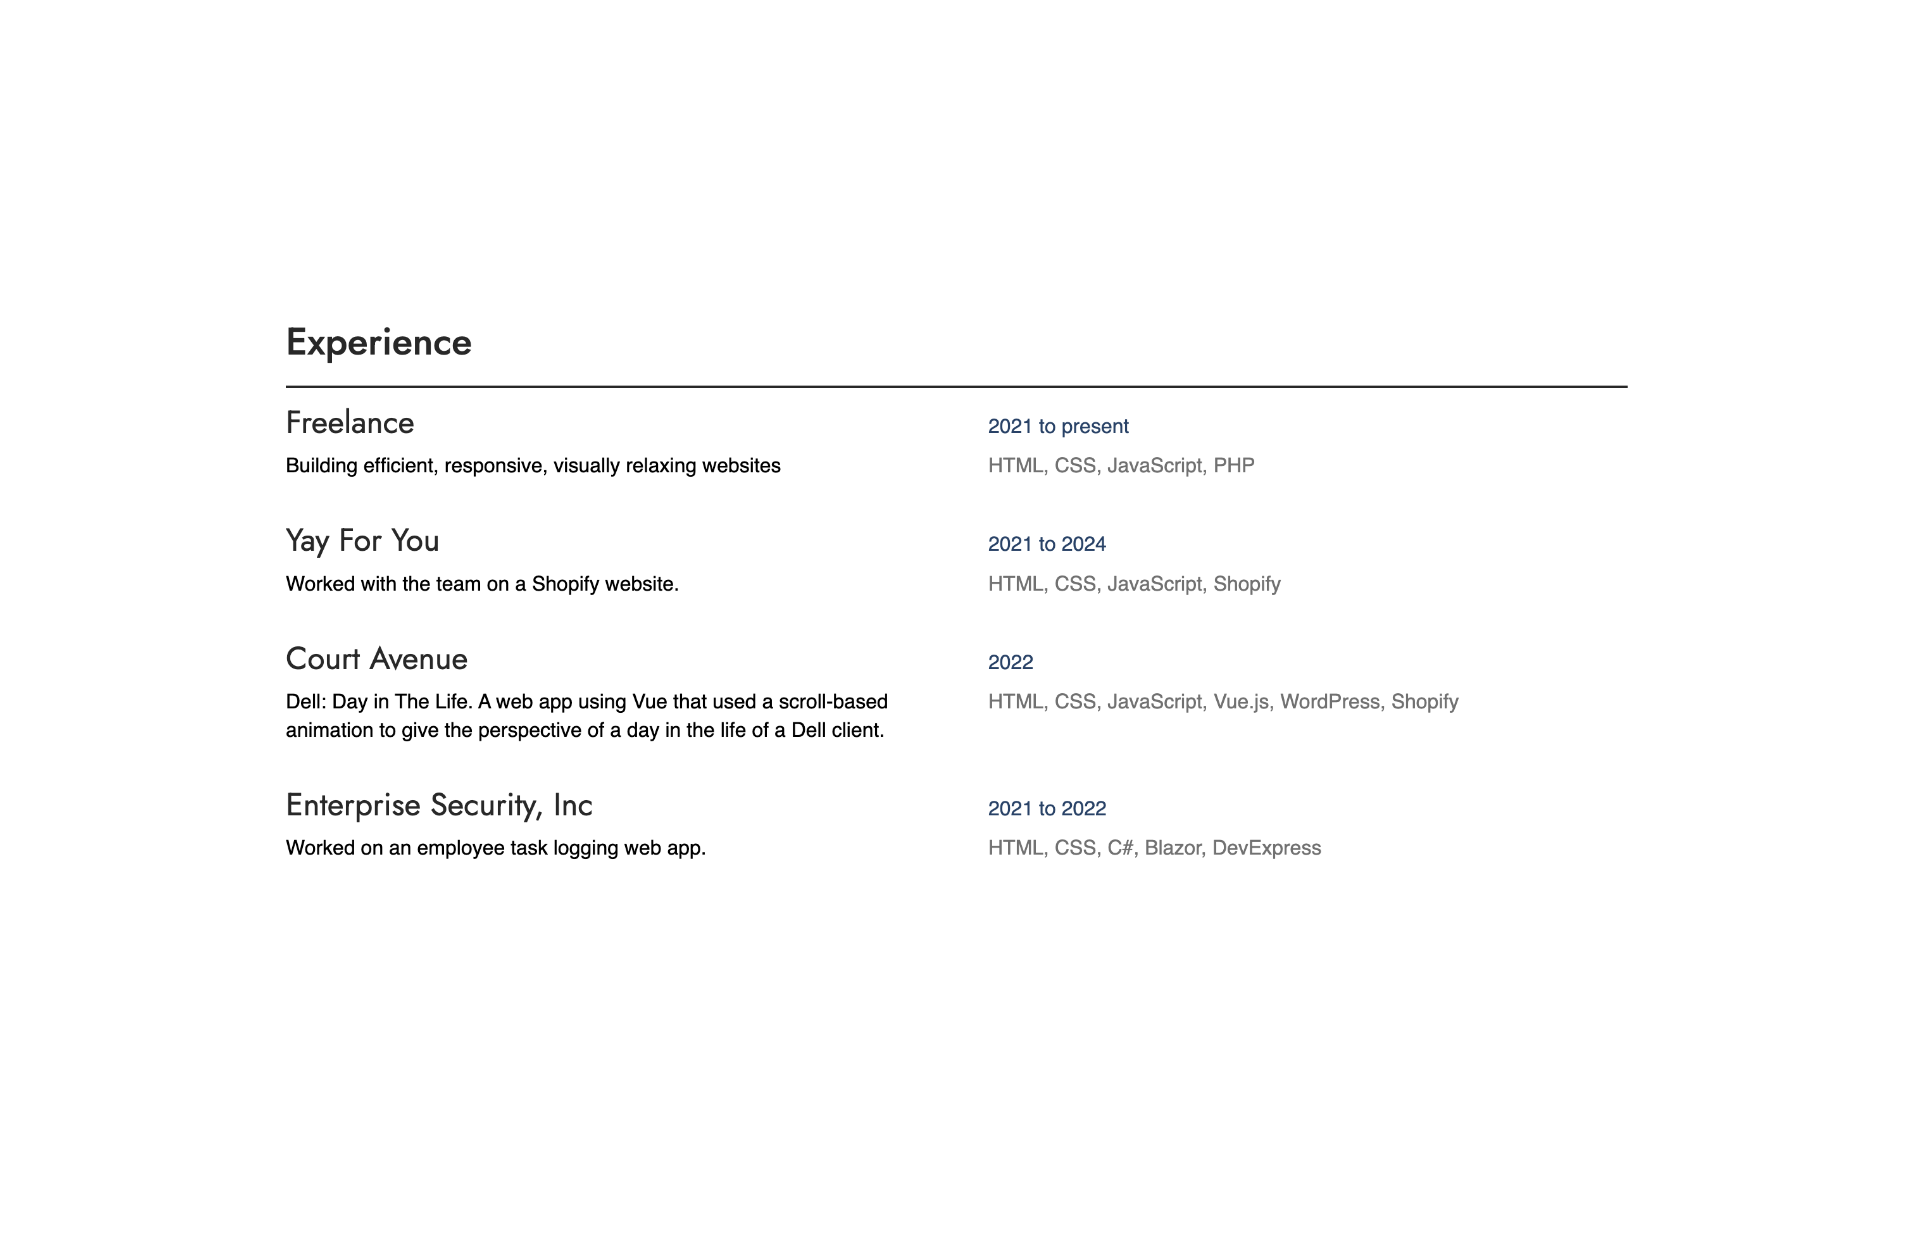 Experience
Freelance
2021 to present
Building efficient, responsive, visually relaxing websites
HTML, CSS, JavaScript, PHP
Yay For You
2021 to 2024
Worked with the team on a Shopify website.
HTML, CSS, JavaScript, Shopify
Court Avenue
2022
Dell: Day in The Life. A web app using Vue that used a scroll-based
animation to give the perspective of a day in the life of a Dell client.
HTML, CSS, JavaScript, Vue.js, WordPress, Shopify
Enterprise Security, Inc
2021 to 2022
Worked on an employee task logging web app.
HTML, CSS, C#, Blazor, DevExpress